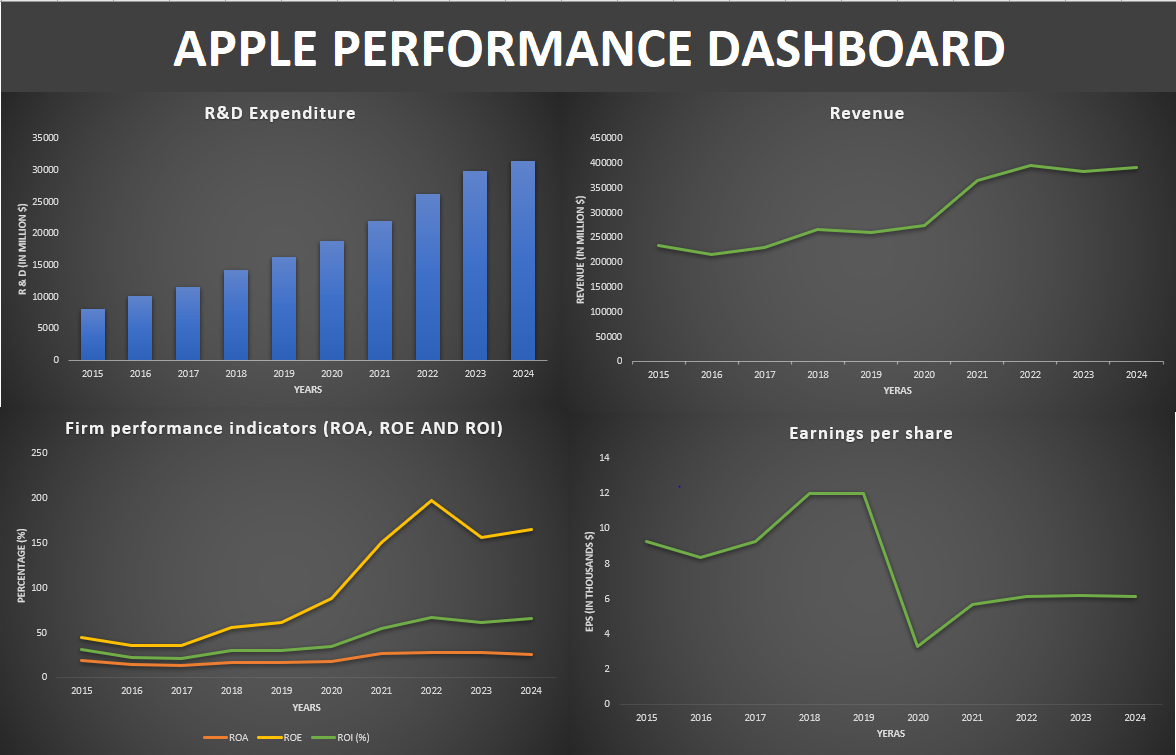 APPLE PERFORMANCE DASHBOARD
R&D Expenditure
35000
30000
25000
20000
15000
10000
5000
0
R & D (IN MILLION $)
2015 2016 2017 2018 2019 2020 2021 2022 2023 2024
YEARS
Revenue
450000
400000
350000
300000
250000
200000
150000
100000
50000
0
REVENUE (IN MILLION $)
2015 2016 2017 2018 2019 2020 2021 2022 2023 2024
YERAS
Firm performance indicators (ROA, ROE AND ROI)
250
200
150
100
50
0
PERCENTAGE (%)
2015 2016 2017 2018 2019 2020 2021 2022 2023 2024
YEARS
ROA ROE ROI (%)
Earnings per share
14
12
10
8
6
4
2
0
EPS (IN THOUSANDS $)
2015 2016 2017 2018 2019 2020 2021 2022 2023 2024
YERAS